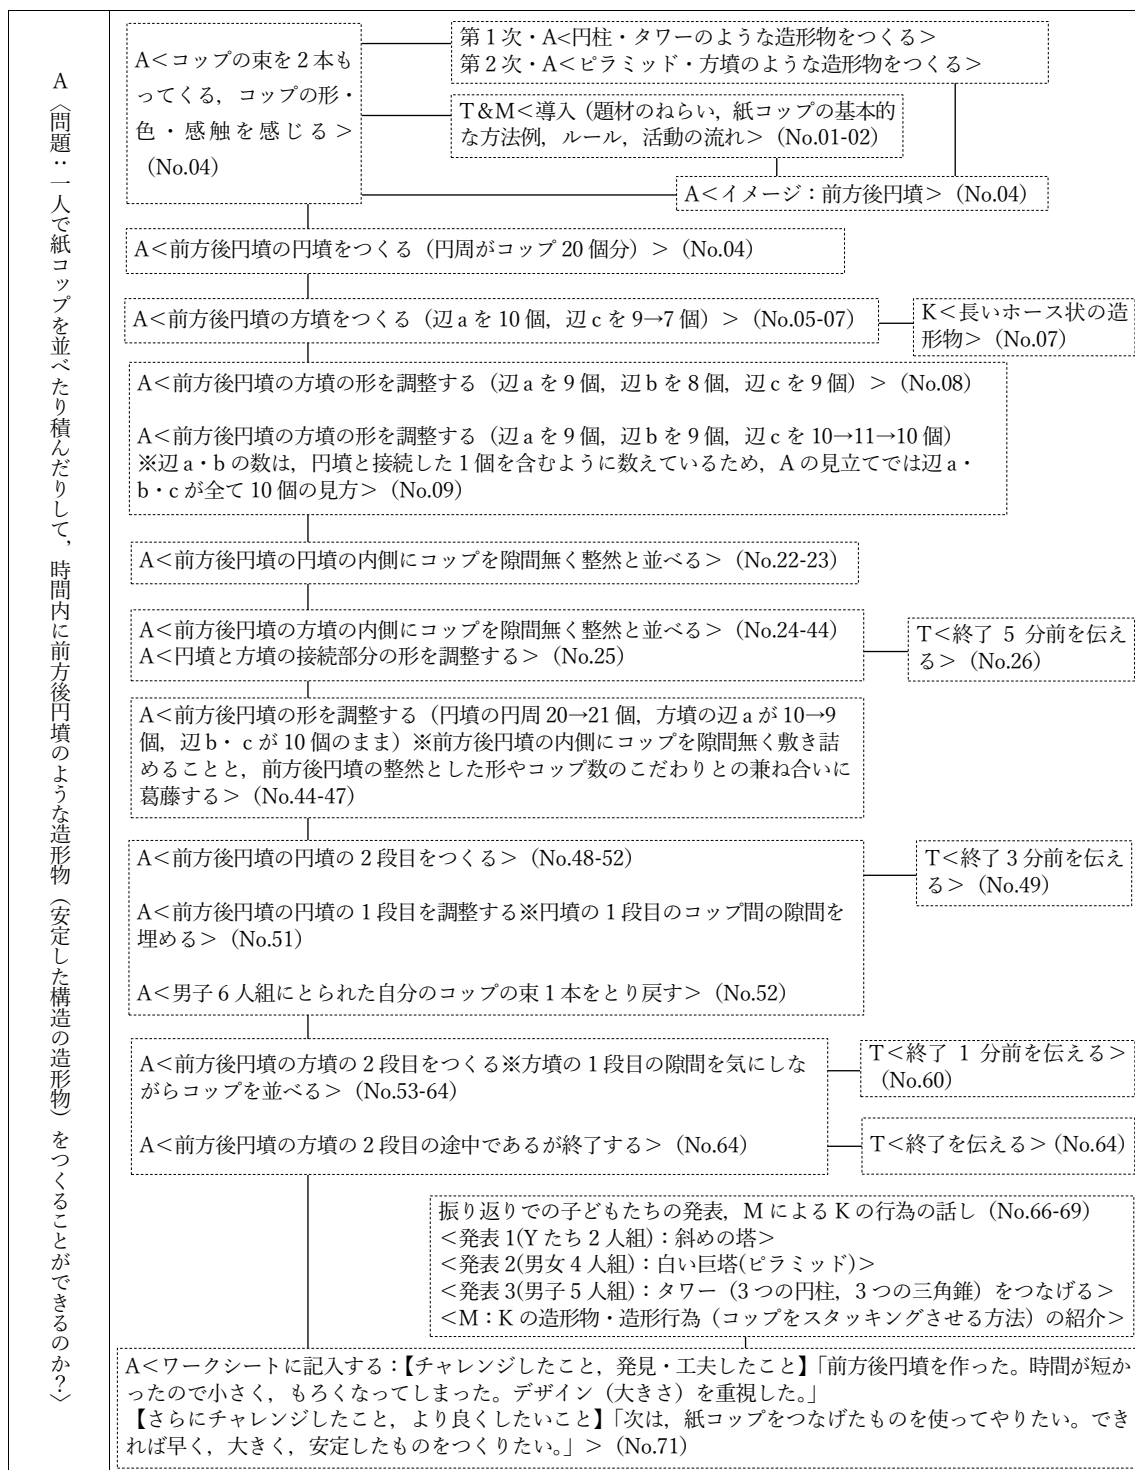 A〈問題：一人で紙コップを並べたり積んだりして，時間内に前方後円墳のような造形物（安定した構造の造形物）をつくることができるのか？〉
A＜コップの束を2本も
ってくる，コップの形・
色・感触を感じる＞
（No.04）
第1次・A<円柱・タワーのような造形物をつくる＞
第2次・A＜ピラミッド・方墳のような造形物をつくる＞
T＆M＜導入（題材のねらい，紙コップの基本的
な方法例，ルール，活動の流れ＞（No.01-02）
A＜イメージ：前方後円墳＞（No.04）
A＜前方後円墳の円墳をつくる（円周がコップ20個分）＞（No.04）
A＜前方後円墳の方墳をつくる（辺aを10個，辺cを9→7個）＞（No.05-07）
K＜長いホース状の造
形物＞（No.07）
A＜前方後円墳の方墳の形を調整する（辺aを9個，辺bを8個，辺cを9個）＞（No.08）
A＜前方後円墳の方墳の形を調整する（辺aを9個，辺bを9個，辺cを10→11→10個）
※辺a・bの数は，円墳と接続した1個を含むように数えているため，Aの見立てでは辺a・
b・cが全て10個の見方＞（No.09）
A＜前方後円墳の円墳の内側にコップを隙間無く整然と並べる＞（No.22-23）
A＜前方後円墳の方墳の内側にコップを隙間無く整然と並べる＞（No.24-44）
A＜円墳と方墳の接続部分の形を調整する＞（No.25）
T＜終了 5 分前を伝え
る＞（No.26）
A＜前方後円墳の形を調整する（円墳の円周20→21個，方墳の辺aが10→9
個，辺b・cが10個のまま）※前方後円墳の内側にコップを隙間無く敷き詰
めることと，前方後円墳の整然とした形やコップ数のこだわりとの兼ね合いに
葛藤する＞（No.44-47）
A＜前方後円墳の円墳の2段目をつくる＞（No.48-52）
T＜終了3分前を伝え
る＞（No.49）
A＜前方後円墳の円墳の1段目を調整する※円墳の1段目のコップ間の隙間を
埋める＞（No.51）
A＜男子6人組にとられた自分のコップの束1本をとり戻す＞（No.52）
A＜前方後円墳の方墳の2段目をつくる※方墳の1段目の隙間を気にしな
がらコップを並べる＞（No.53-64）
T＜終了 1 分前を伝える＞
（No.60）
A＜前方後円墳の方墳の2段目の途中であるが終了する＞（No.64）
T＜終了を伝える＞（No.64）
振り返りでの子どもたちの発表，MによるKの行為の話し（No.66-69）
＜発表1(Yたち2人組)：斜めの塔＞
＜発表2(男女4人組)：白い巨塔(ピラミッド)＞
＜発表3(男子5人組)：タワー（3つの円柱，3つの三角錐）をつなげる＞
＜M：Kの造形物・造形行為（コップをスタッキングさせる方法）の紹介＞
A＜ワークシートに記入する：【チャレンジしたこと，発見・工夫したこと】「前方後円墳を作った。時間が短か
ったので小さく，もろくなってしまった。デザイン（大きさ）を重視した。」
【さらにチャレンジしたこと，より良くしたいこと】「次は，紙コップをつなげたものを使ってやりたい。でき
れば早く，大きく，安定したものをつくりたい。」＞（No.71）